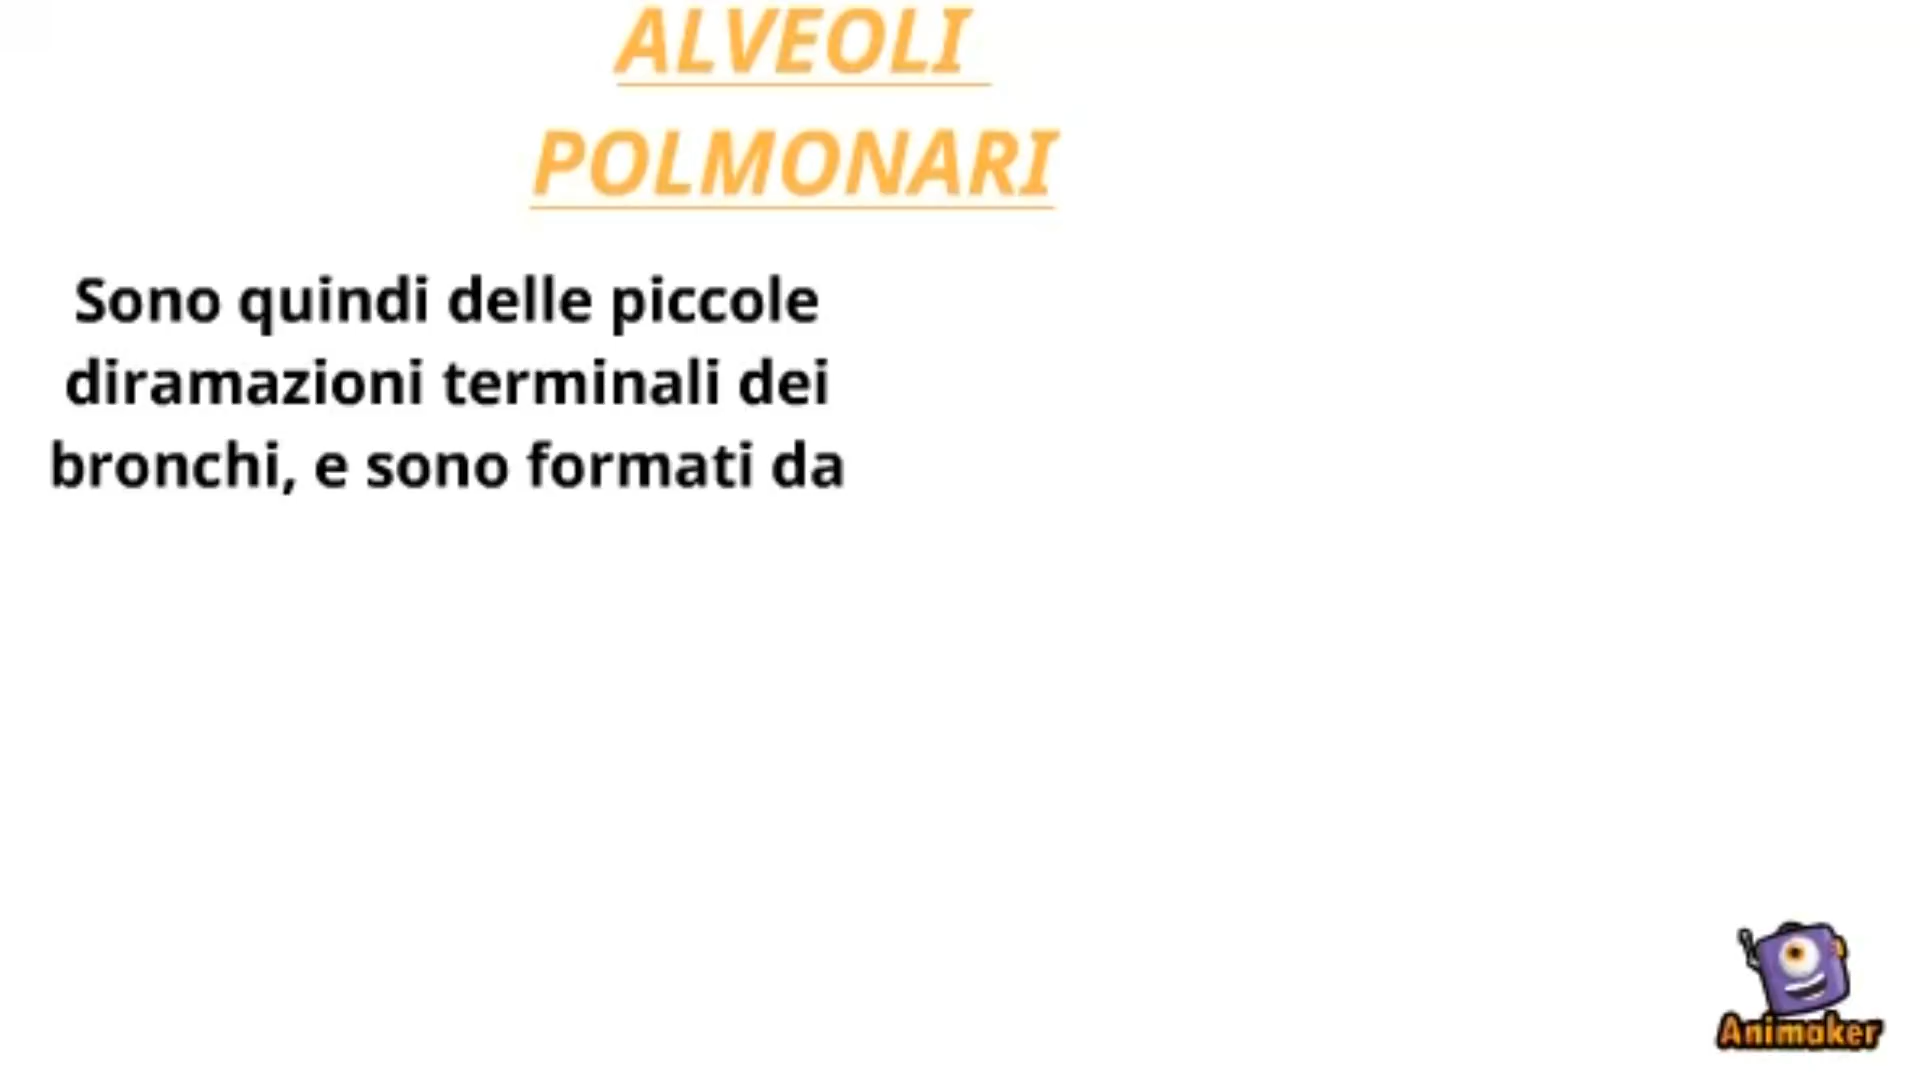 ALVEOLI
POLMONARI
Sono quindi delle piccole
diramazioni terminali dei
bronchi, e sono formati da
Animaker